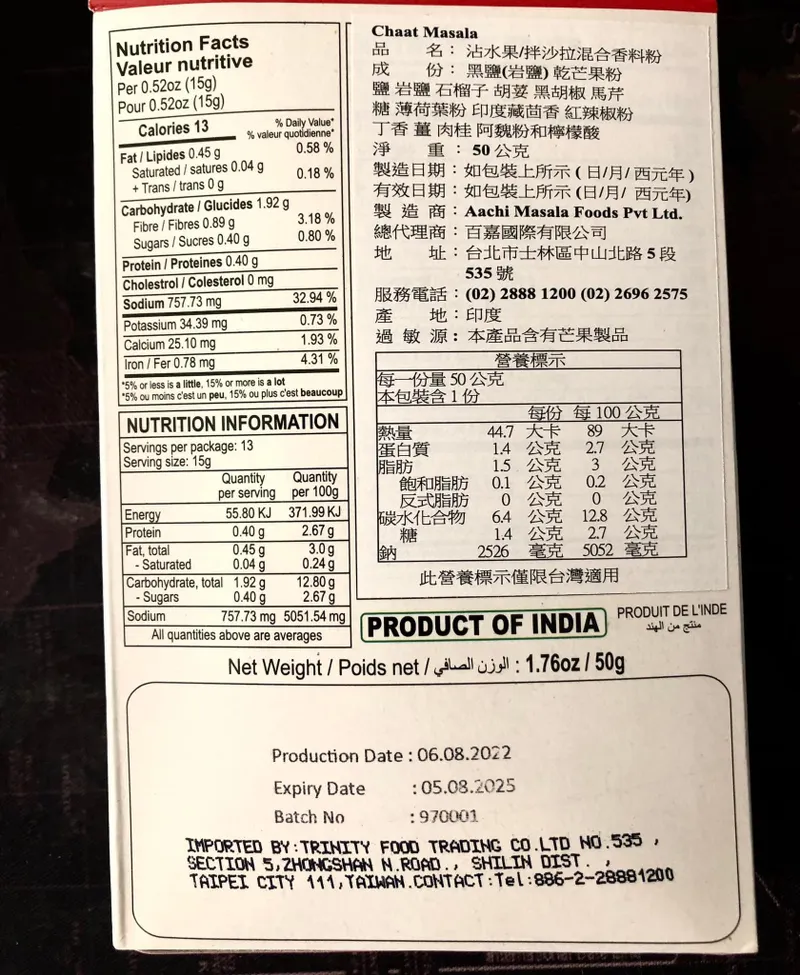 Nutrition Facts
Valeur nutritive
Per 0.52oz (15g)
Pour 0.52oz (15g)
Calories 13
% Daily Value*
% valeur quotidienne*
Fat / Lipides 0.45 g 0.58 %
Saturated / satures 0.04 g
+ Trans / trans 0 g 0.18 %
Carbohydrate / Glucides 1.92 g
Fibre / Fibres 0.89 g 3.18 %
Sugars / Sucres 0.40 g 0.80 %
Protein / Proteines 0.40 g
Cholestrol / Colesterol 0 mg
Sodium 757.73 mg 32.94 %
Potassium 34.39 mg 0.73 %
Calcium 25.10 mg 1.93 %
Iron / Fer 0.78 mg 4.31 %
*5% or less is a little, 15% or more is a lot
*5% ou moins c'est un peu, 15% ou plus c'est beaucoup
NUTRITION INFORMATION
Servings per package: 13
Serving size: 15g
Quantity per serving Quantity per 100g
Energy 55.80 KJ 371.99 KJ
Protein 0.40 g 2.67 g
Fat, total 0.45 g 3.0 g
- Saturated 0.04 g 0.24 g
Carbohydrate, total 1.92 g 12.80 g
- Sugars 0.40 g 2.67 g
Sodium 757.73 mg 5051.54 mg
All quantities above are averages
Chaat Masala
品 名：沾水果/拌沙拉混合香料粉
成 份：黑鹽(岩鹽) 乾芒果粉
鹽 岩鹽 石榴子 胡荽 黑胡椒 馬芹
糖 薄荷葉粉 印度藏茴香 紅辣椒粉
丁香 薑 肉桂 阿魏粉和檸檬酸
淨 重：50 公克
製造日期：如包裝上所示 ( 日/月/ 西元年 )
有效日期：如包裝上所示 (日/月/ 西元年)
製 造 商：Aachi Masala Foods Pvt Ltd.
總代理商：百嘉國際有限公司
地 址：台北市士林區中山北路 5 段
535 號
服務電話：(02) 2888 1200 (02) 2696 2575
產 地：印度
過 敏 源：本產品含有芒果製品
營養標示
每一份量 50 公克
本包裝含 1 份
每份 每 100 公克
熱量 44.7 大卡 89 大卡
蛋白質 1.4 公克 2.7 公克
脂肪 1.5 公克 3 公克
飽和脂肪 0.1 公克 0.2 公克
反式脂肪 0 公克 0 公克
碳水化合物 6.4 公克 12.8 公克
糖 1.4 公克 2.7 公克
鈉 2526 毫克 5052 毫克
此營養標示僅限台灣適用
PRODUCT OF INDIA
PRODUIT DE L'INDE
منتج من الهند
Net Weight / Poids net / الوزن الصافي : 1.76oz / 50g
Production Date : 06.08.2022
Expiry Date : 05.08.2025
Batch No : 970001
IMPORTED BY:TRINITY FOOD TRADING CO.LTD NO.535 ,
SECTION 5,ZHONGSHAN N.ROAD., SHILIN DIST. ,
TAIPEI CITY 111,TAIWAN.CONTACT:Tel:886-2-28881200